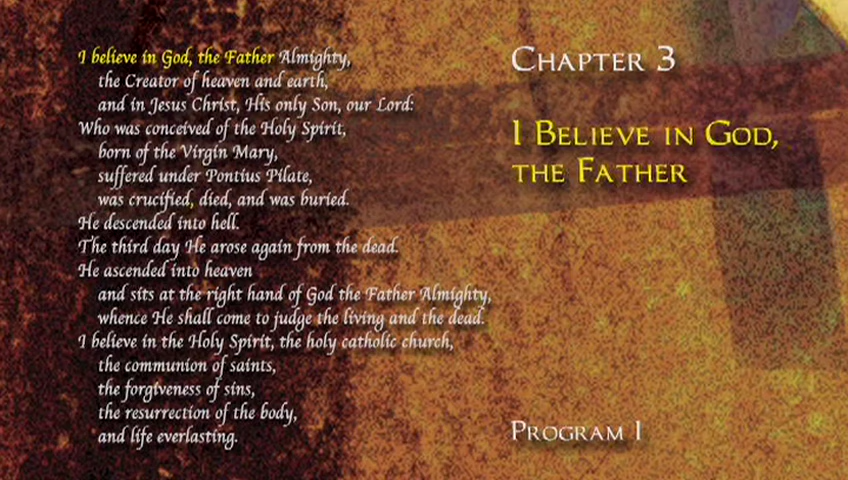 I believe in God, the Father Almighty,
the Creator of heaven and earth,
and in Jesus Christ, His only Son, our Lord:
Who was conceived of the Holy Spirit,
born of the Virgin Mary,
suffered under Pontius Pilate,
was crucified, died, and was buried.
He descended into hell.
The third day He arose again from the dead.
He ascended into heaven
and sits at the right hand of God the Father Almighty,
whence He shall come to judge the living and the dead.
I believe in the Holy Spirit, the holy catholic church,
the communion of saints,
the forgiveness of sins,
the resurrection of the body,
and life everlasting.
Chapter 3
I Believe in God,
the Father
Program 1